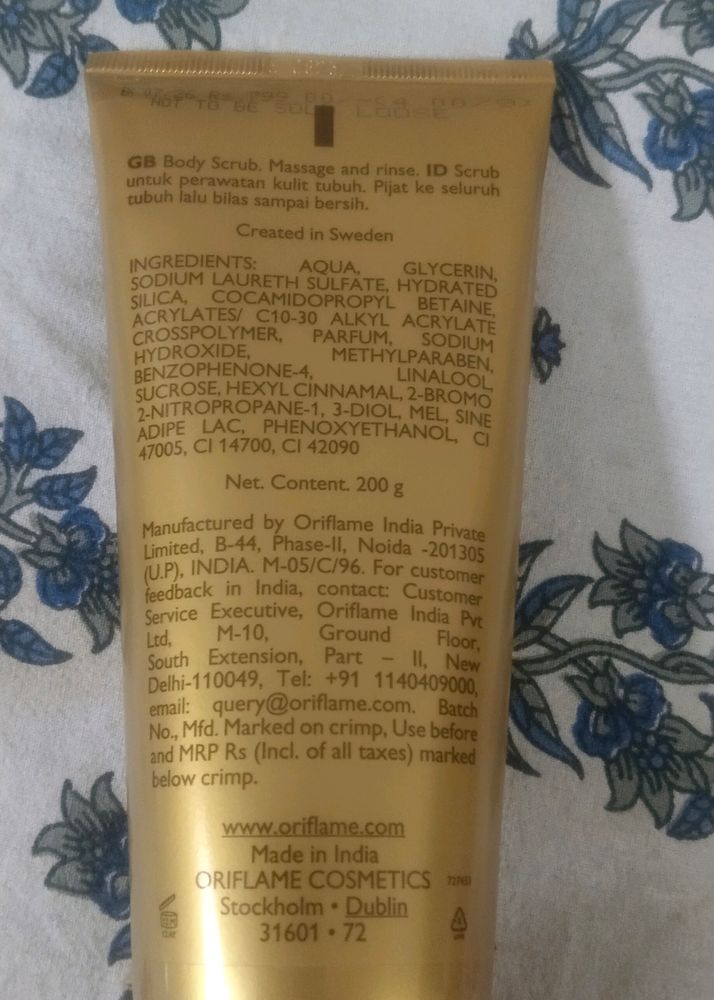 NOT TO BE SOLD LOOSE
GB Body Scrub. Massage and rinse. ID Scrub
untuk perawatan kulit tubuh. Pijat ke seluruh
tubuh lalu bilas sampai bersih.
Created in Sweden
INGREDIENTS: AQUA, GLYCERIN,
SODIUM LAURETH SULFATE, HYDRATED
SILICA, COCAMIDOPROPYL BETAINE,
ACRYLATES/ C10-30 ALKYL ACRYLATE
CROSSPOLYMER, PARFUM, SODIUM
HYDROXIDE, METHYLPARABEN,
BENZOPHENONE-4, LINALOOL,
SUCROSE, HEXYL CINNAMAL, 2-BROMO
2-NITROPROPANE-1, 3-DIOL, MEL, SINE
ADIPE LAC, PHENOXYETHANOL, CI
47005, CI 14700, CI 42090
Net. Content. 200 g
Manufactured by Oriflame India Private
Limited, B-44, Phase-II, Noida -201305
(U.P), INDIA. M-05/C/96. For customer
feedback in India, contact: Customer
Service Executive, Oriflame India Pvt
Ltd, M-10, Ground Floor,
South Extension, Part – II, New
Delhi-110049, Tel: +91 1140409000,
email: query@oriflame.com. Batch
No., Mfd. Marked on crimp, Use before
and MRP Rs (Incl. of all taxes) marked
below crimp.
www.oriflame.com
Made in India
ORIFLAME COSMETICS
Stockholm • Dublin
31601 • 72